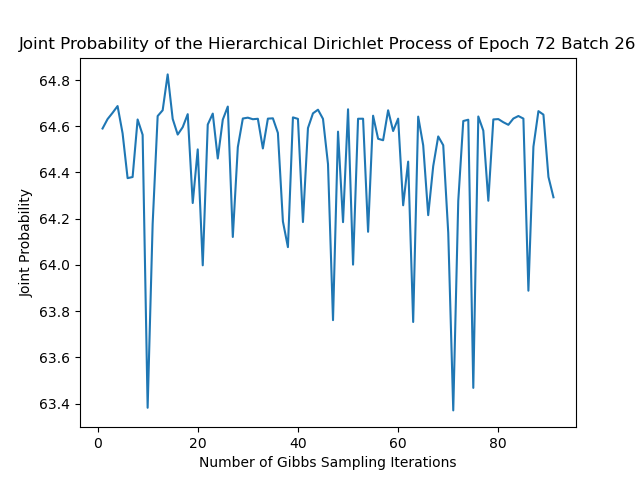 Joint Probability of the Hierarchical Dirichlet Process of Epoch 72 Batch 26
Joint Probability
64.8
64.6
64.4
64.2
64.0
63.8
63.6
63.4
0 20 40 60 80
Number of Gibbs Sampling Iterations